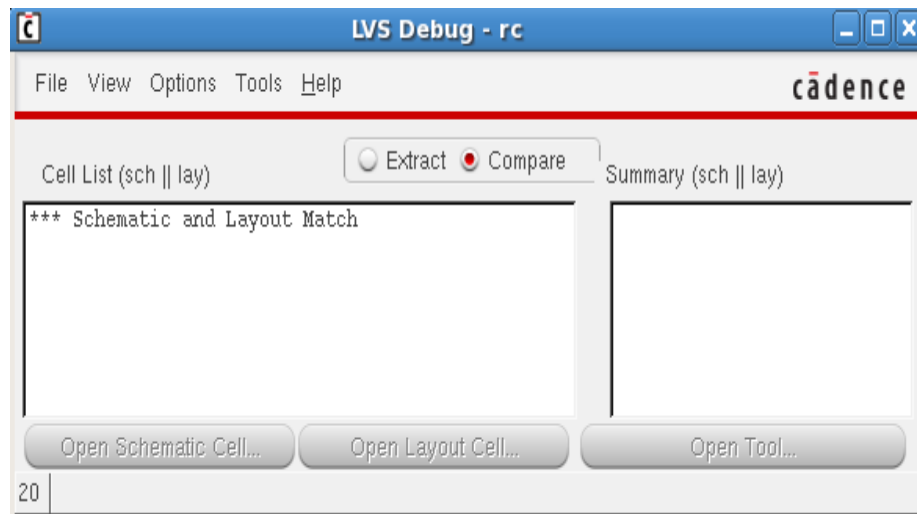 LVS Debug - rc
File View Options Tools Help
cādence
Extract Compare
Cell List (sch || lay)
Summary (sch || lay)
*** Schematic and Layout Match
Open Schematic Cell... Open Layout Cell... Open Tool...
20